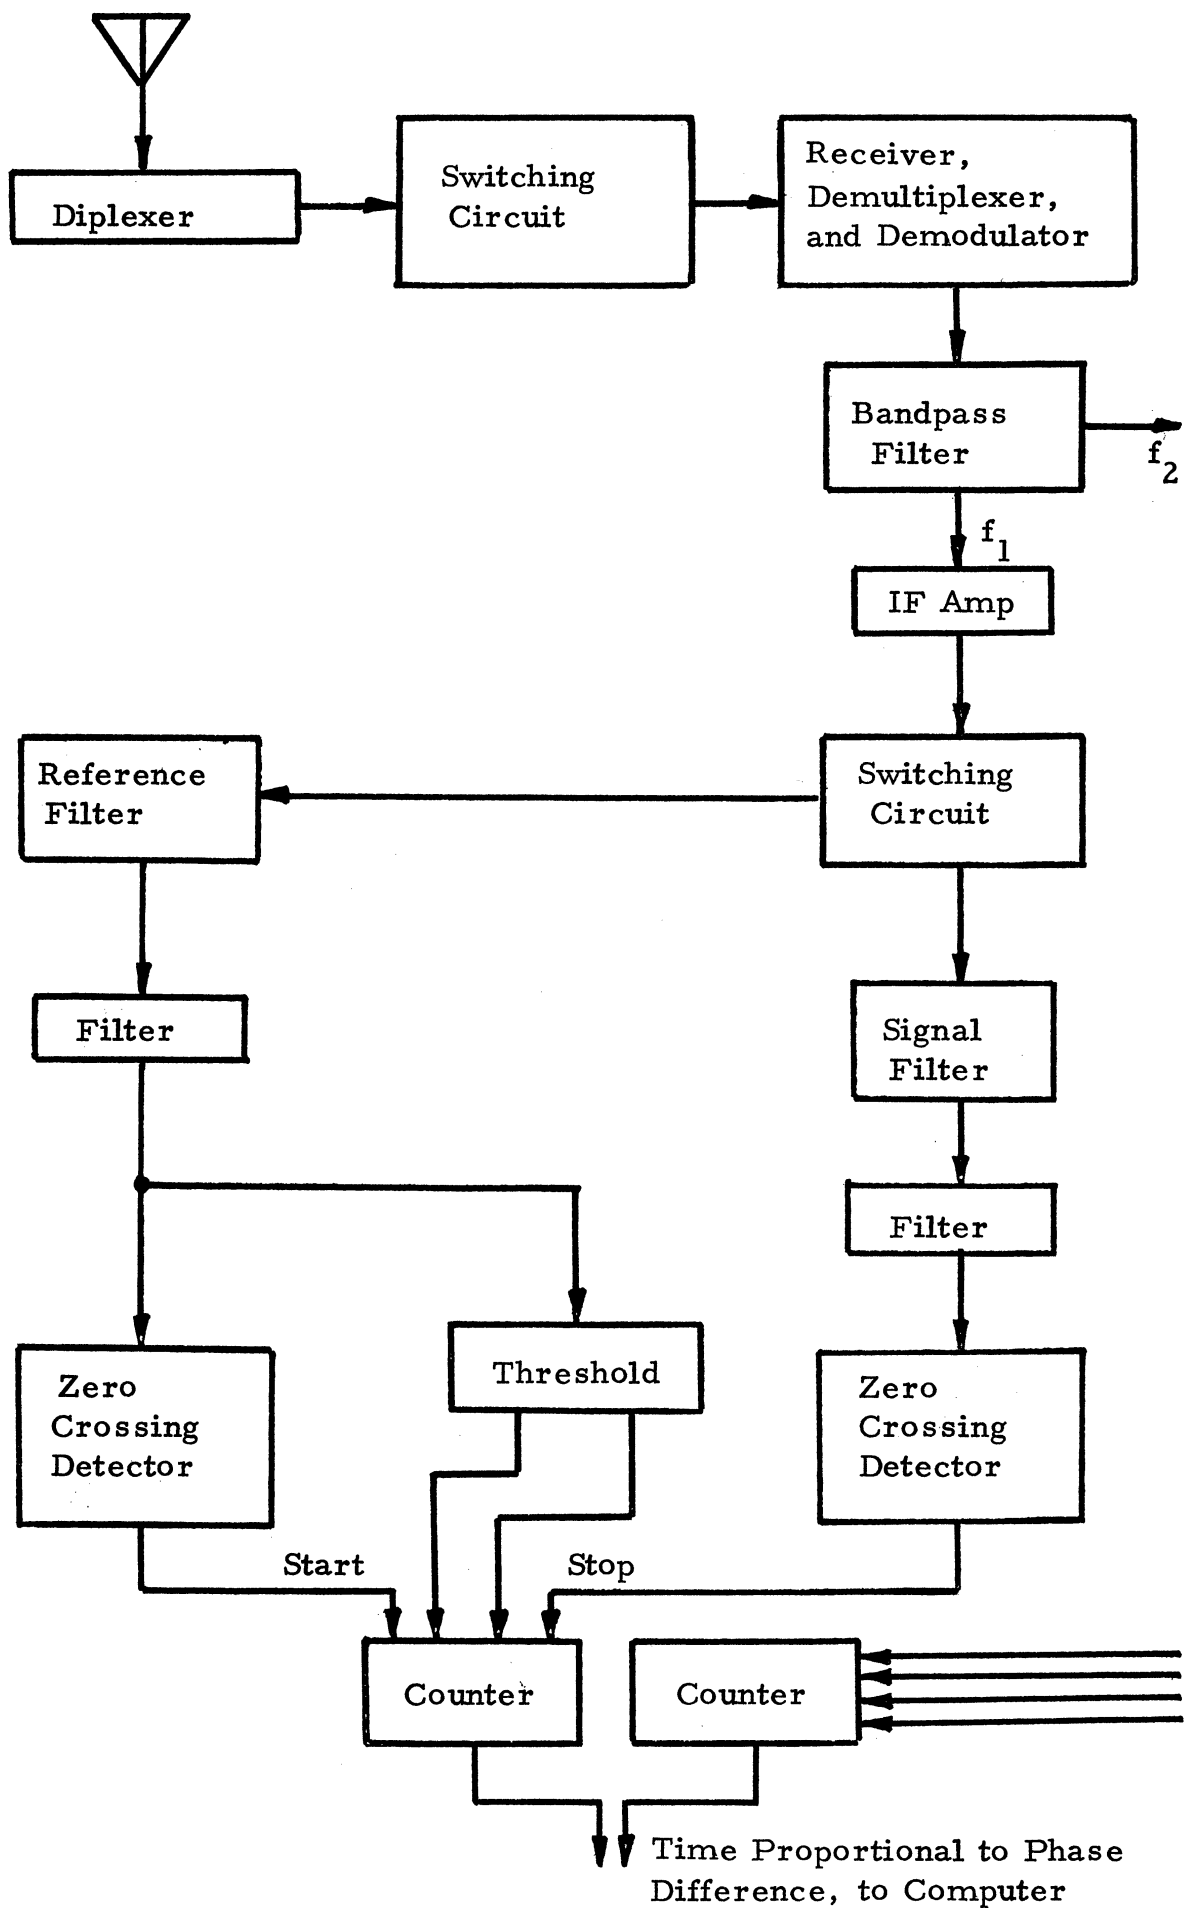 Diplexer
Switching
Circuit
Receiver,
Demultiplexer,
and Demodulator
Bandpass
Filter
f2
f1
IF Amp
Switching
Circuit
Reference
Filter
Filter
Signal
Filter
Filter
Zero
Crossing
Detector
Threshold
Zero
Crossing
Detector
Start
Stop
Counter
Counter
Time Proportional to Phase
Difference, to Computer